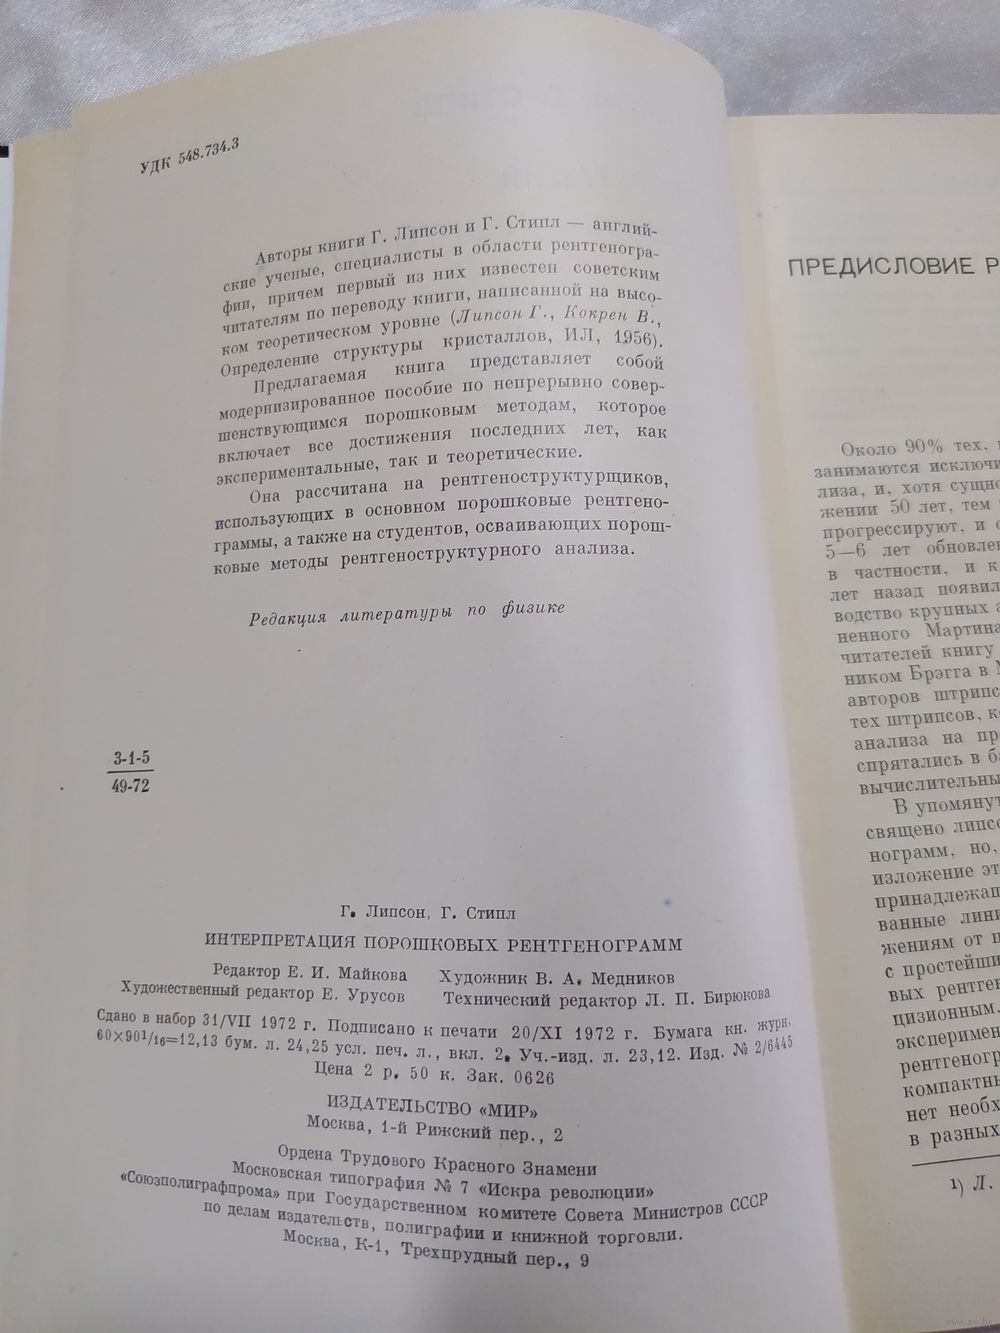 УДК 548.734.3
Авторы книги Г. Липсон и Г. Стипл — англий-
ские ученые, специалисты в области рентгеногра-
фии, причем первый из них известен советским
читателям по переводу книги, написанной на высо-
ком теоретическом уровне (Липсон Г., Кокрен В.,
Определение структуры кристаллов, ИЛ, 1956).
Предлагаемая книга представляет собой
модернизированное пособие по непрерывно совер-
шенствующимся порошковым методам, которое
включает все достижения последних лет, как
экспериментальные, так и теоретические.
Она рассчитана на рентгеноструктурщиков,
использующих в основном порошковые рентгено-
граммы, а также на студентов, осваивающих порош-
ковые методы рентгеноструктурного анализа.
Редакция литературы по физике
3-1-5
49-72
Г. Липсон, Г. Стипл
ИНТЕРПРЕТАЦИЯ ПОРОШКОВЫХ РЕНТГЕНОГРАММ
Редактор Е. И. Майкова Художник В. А. Медников
Художественный редактор Е. Урусов Технический редактор Л. П. Бирюкова
Сдано в набор 31/VII 1972 г. Подписано к печати 20/XI 1972 г. Бумага кн. журн.
60×90¹/₁₆=12,13 бум. л. 24,25 усл. печ. л., вкл. 2. Уч.-изд. л. 23,12. Изд. № 2/6445
Цена 2 р. 50 к. Зак. 0626
ИЗДАТЕЛЬСТВО «МИР»
Москва, 1-й Рижский пер., 2
Ордена Трудового Красного Знамени
Московская типография № 7 «Искра революции»
«Союзполиграфпрома» при Государственном комитете Совета Министров СССР
по делам издательств, полиграфии и книжной торговли.
Москва, К-1, Трехпрудный пер., 9
ПРЕДИСЛОВИЕ Р
Около 90% тех,
занимаются исключи
лиза, и, хотя сущно
жении 50 лет, тем
прогрессируют, и
5—6 лет обновле
в частности, и к
лет назад появил
водство крупных
ненного Мартина
читателей книгу
ником Брэгга в
авторов штрипс
тех штрипсов, к
анализа на пр
спрятались в ба
вычислительны
В упомянут
священо липс
нограмм, но,
изложение эт
принадлежа
ванные лини
жениям от п
с простейши
вых рентген
цизионным.
эксперимен
рентгеногр
компактны
нет необх
в разных
¹) Л.
www.ay.by